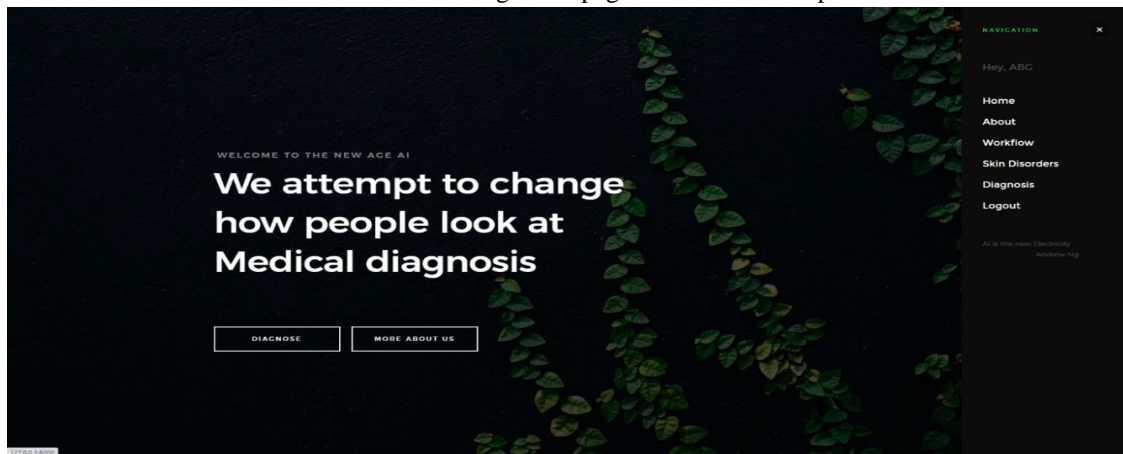 WELCOME TO THE NEW AGE AI
We attempt to change
how people look at
Medical diagnosis
DIAGNOSE
MORE ABOUT US
NAVIGATION
×
Hey, ABG
Home
About
Workflow
Skin Disorders
Diagnosis
Logout
AI is the new Electricity
- Andrew Ng